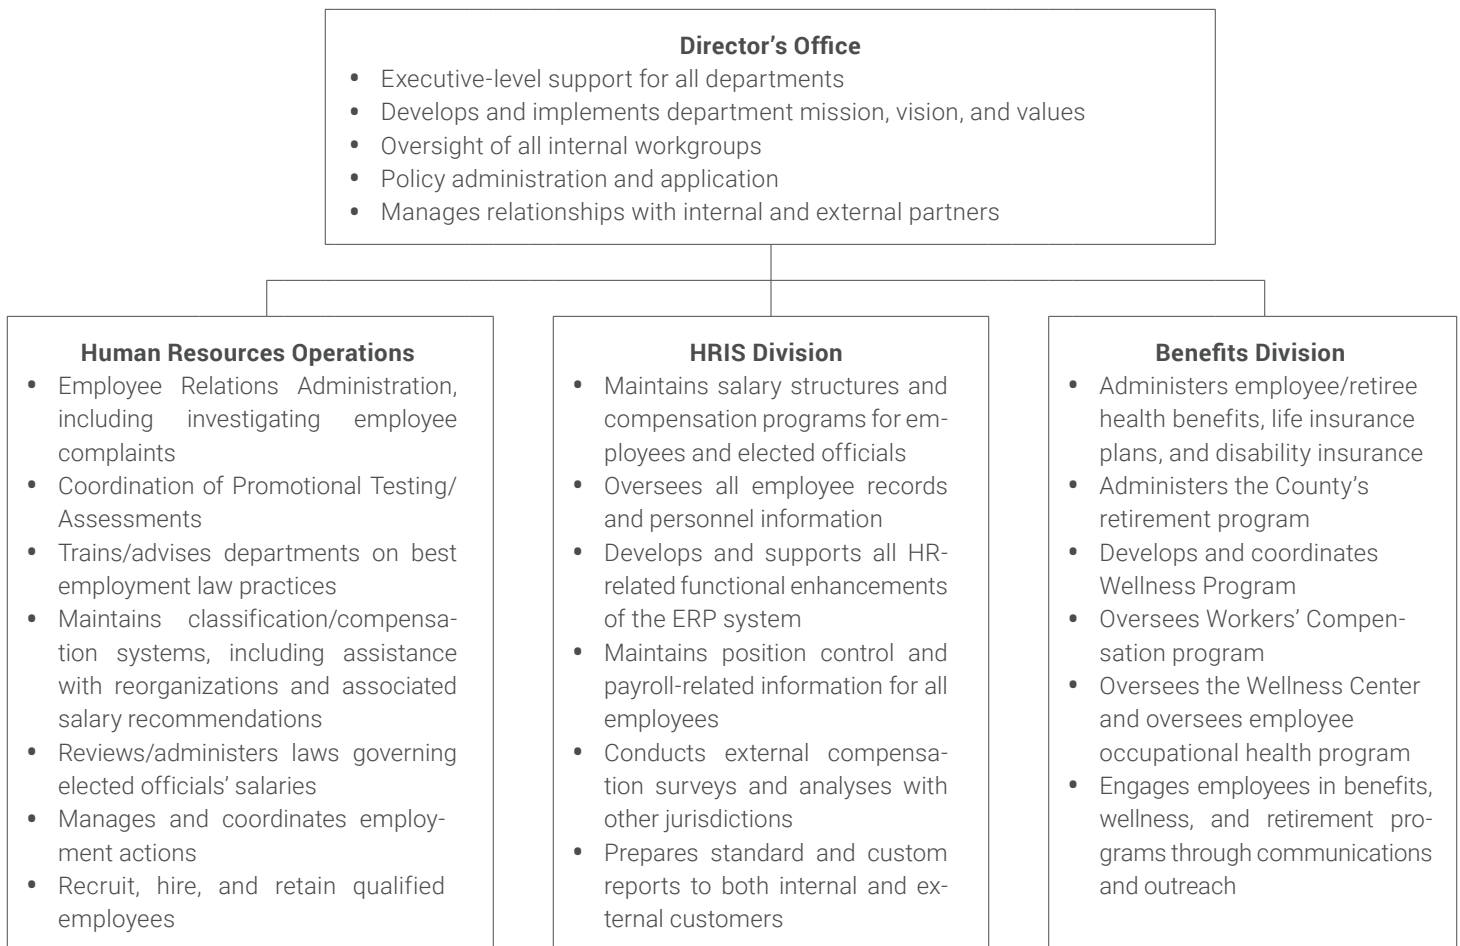 Director’s Office
• Executive-level support for all departments
• Develops and implements department mission, vision, and values
• Oversight of all internal workgroups
• Policy administration and application
• Manages relationships with internal and external partners
Human Resources Operations
• Employee Relations Administration,
including investigating employee
complaints
• Coordination of Promotional Testing/
Assessments
• Trains/advises departments on best
employment law practices
• Maintains classification/compensa-
tion systems, including assistance
with reorganizations and associated
salary recommendations
• Reviews/administers laws governing
elected officials’ salaries
• Manages and coordinates employ-
ment actions
• Recruit, hire, and retain qualified
employees
HRIS Division
• Maintains salary structures and
compensation programs for em-
ployees and elected officials
• Oversees all employee records
and personnel information
• Develops and supports all HR-
related functional enhancements
of the ERP system
• Maintains position control and
payroll-related information for all
employees
• Conducts external compensa-
tion surveys and analyses with
other jurisdictions
• Prepares standard and custom
reports to both internal and ex-
ternal customers
Benefits Division
• Administers employee/retiree
health benefits, life insurance
plans, and disability insurance
• Administers the County’s
retirement program
• Develops and coordinates
Wellness Program
• Oversees Workers’ Compen-
sation program
• Oversees the Wellness Center
and oversees employee
occupational health program
• Engages employees in benefits,
wellness, and retirement pro-
grams through communications
and outreach